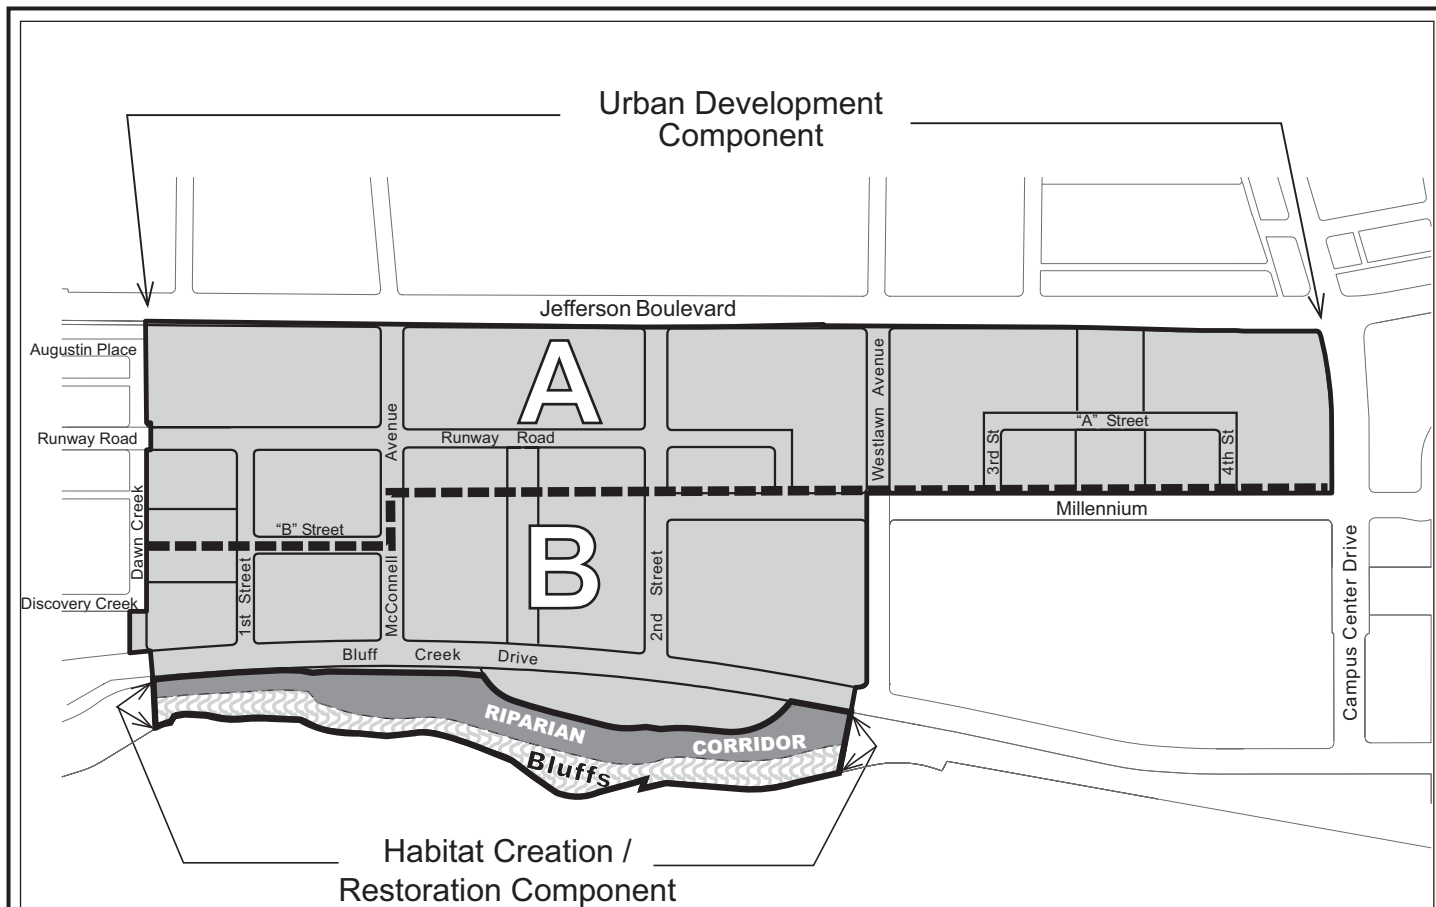 Urban Development
Component
Jefferson Boulevard
Augustin Place
A
Avenue
Westlawn Avenue
"A" Street
Runway Road
Runway Road
3rd St
4th St
Millennium
Dawn Creek
"B" Street
B
1st Street
McConnell
2nd Street
Discovery Creek
Campus Center Drive
Bluff Creek Drive
RIPARIAN
CORRIDOR
Bluffs
Habitat Creation /
Restoration Component